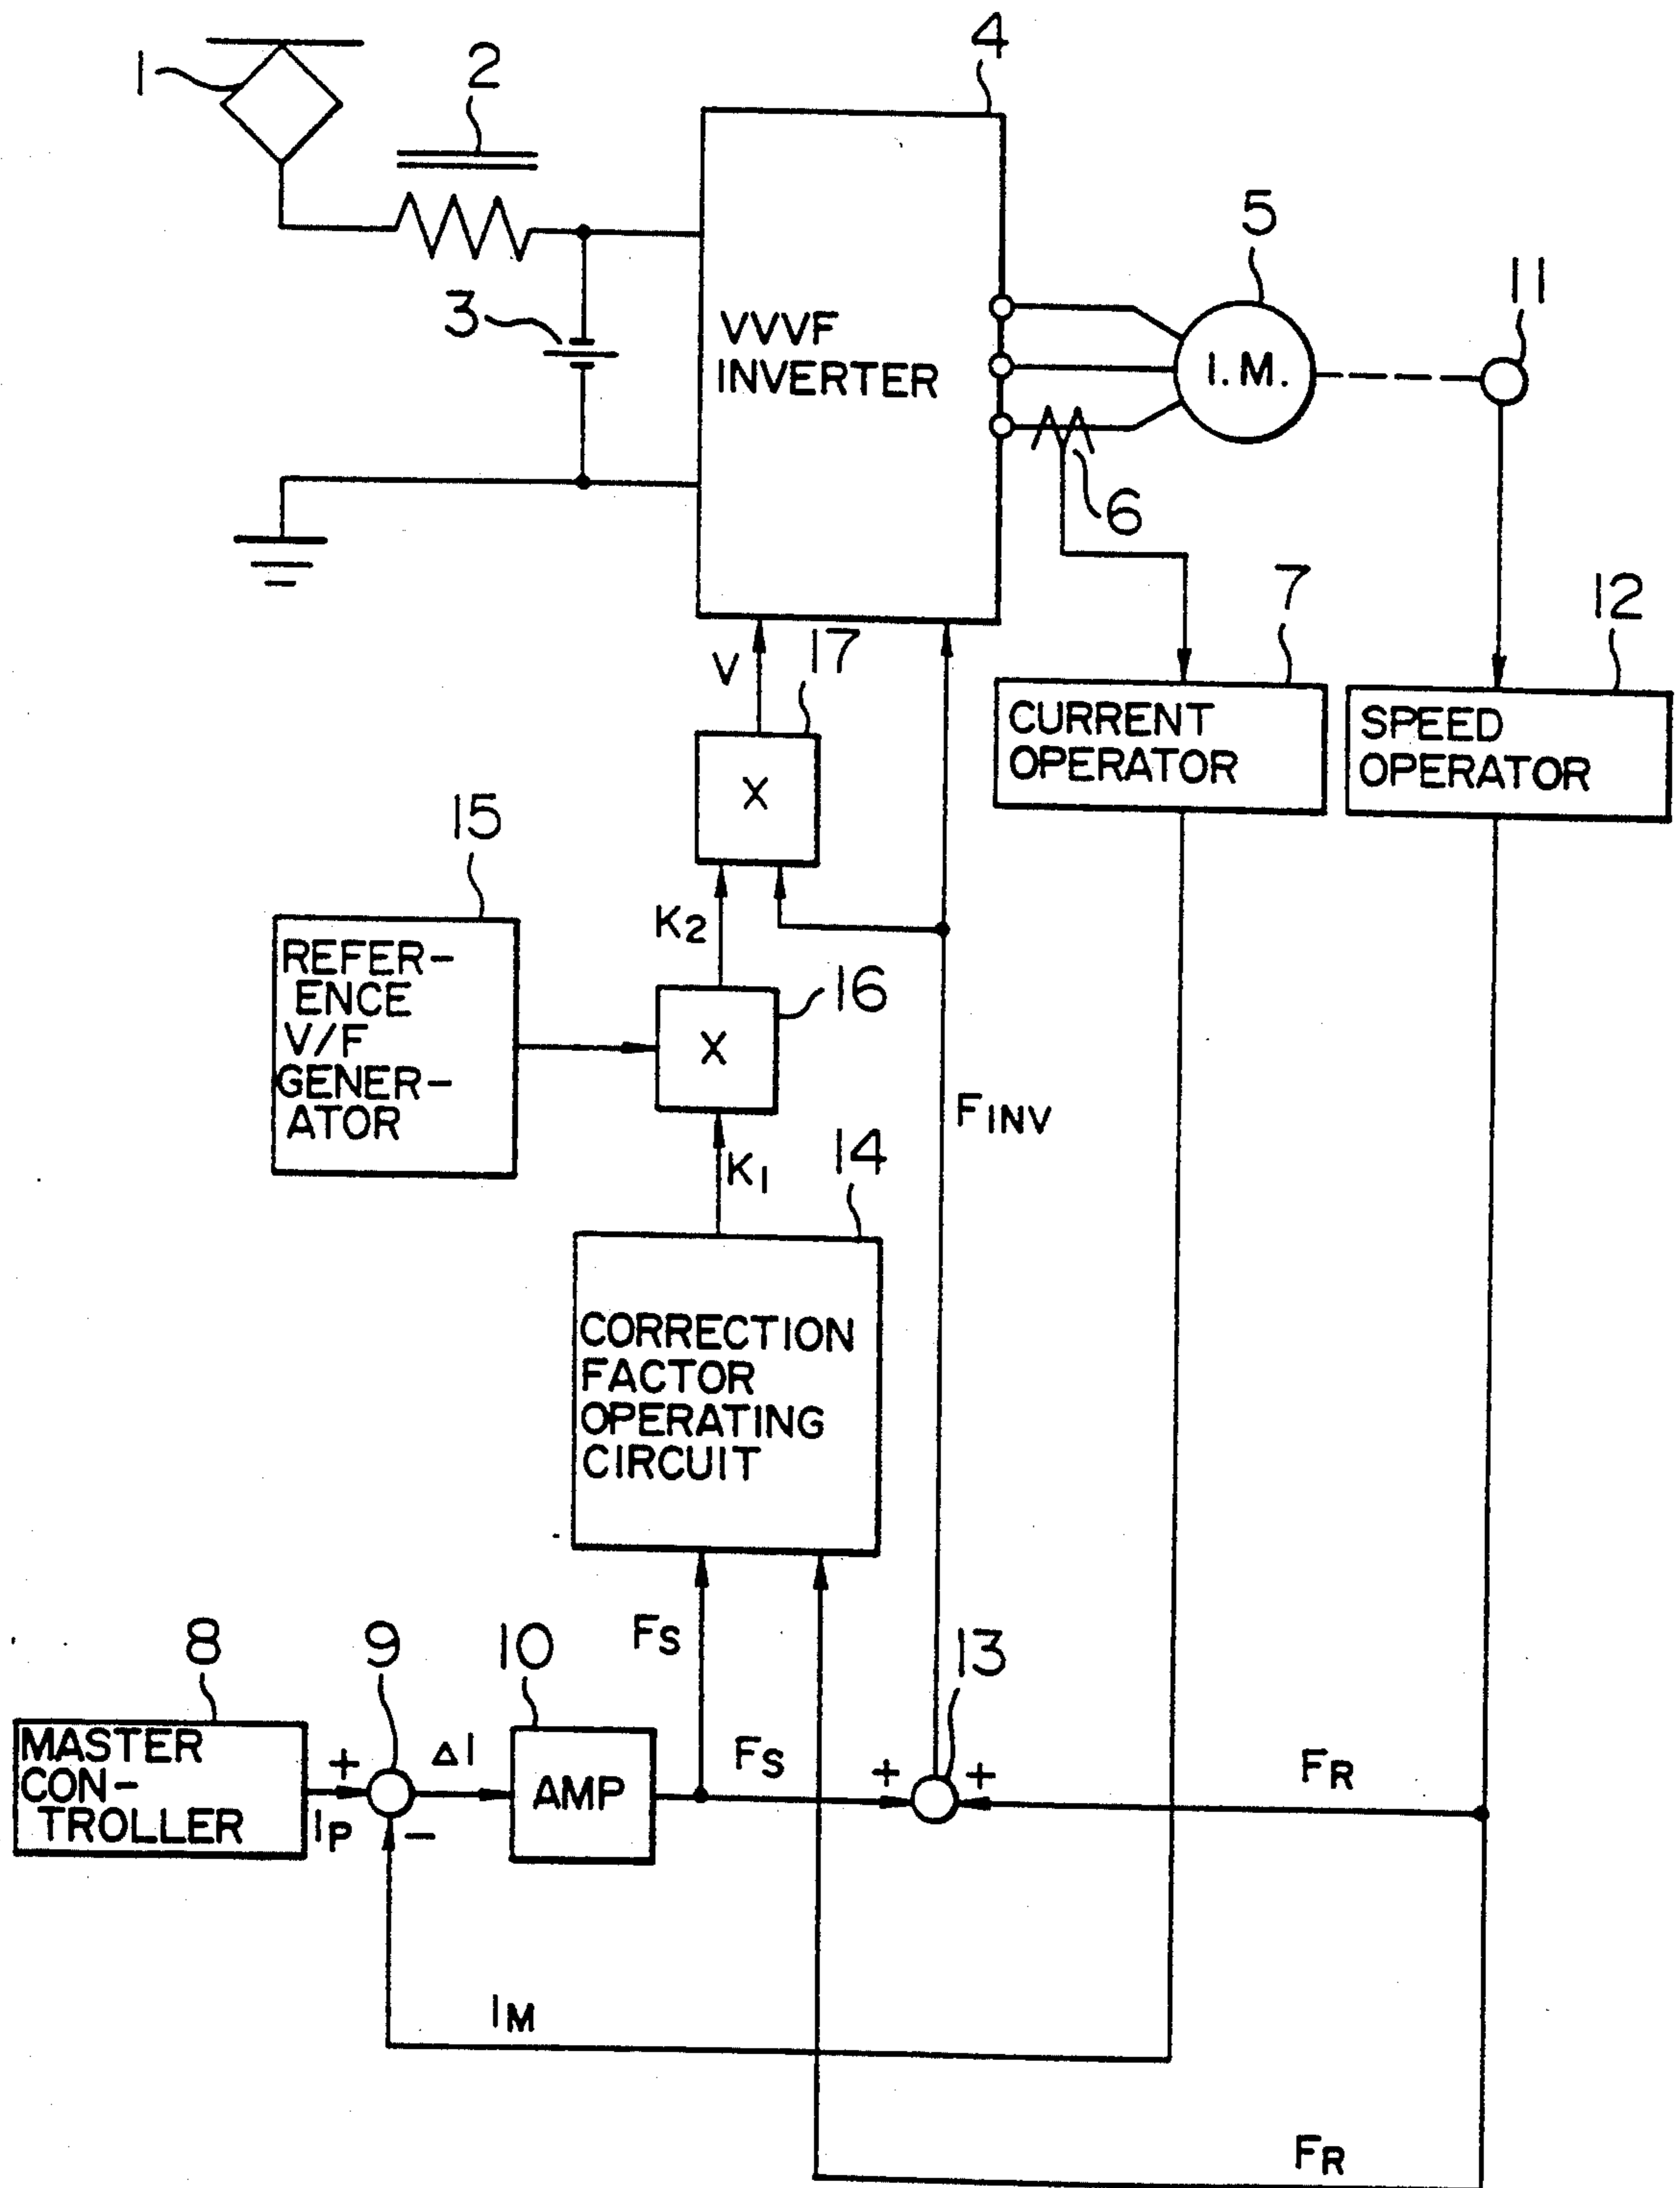 1
2
4
5
11
3
VVVF
INVERTER
I.M.
6
7
12
17
V
CURRENT
OPERATOR
SPEED
OPERATOR
X
15
K2
REFER-
ENCE
V/F
GENER-
ATOR
16
X
FINV
K1
14
CORRECTION
FACTOR
OPERATING
CIRCUIT
8
9
10
FS
13
MASTER
CON-
TROLLER
+
IP
-
ΔI
AMP
FS
+
+
FR
IM
FR